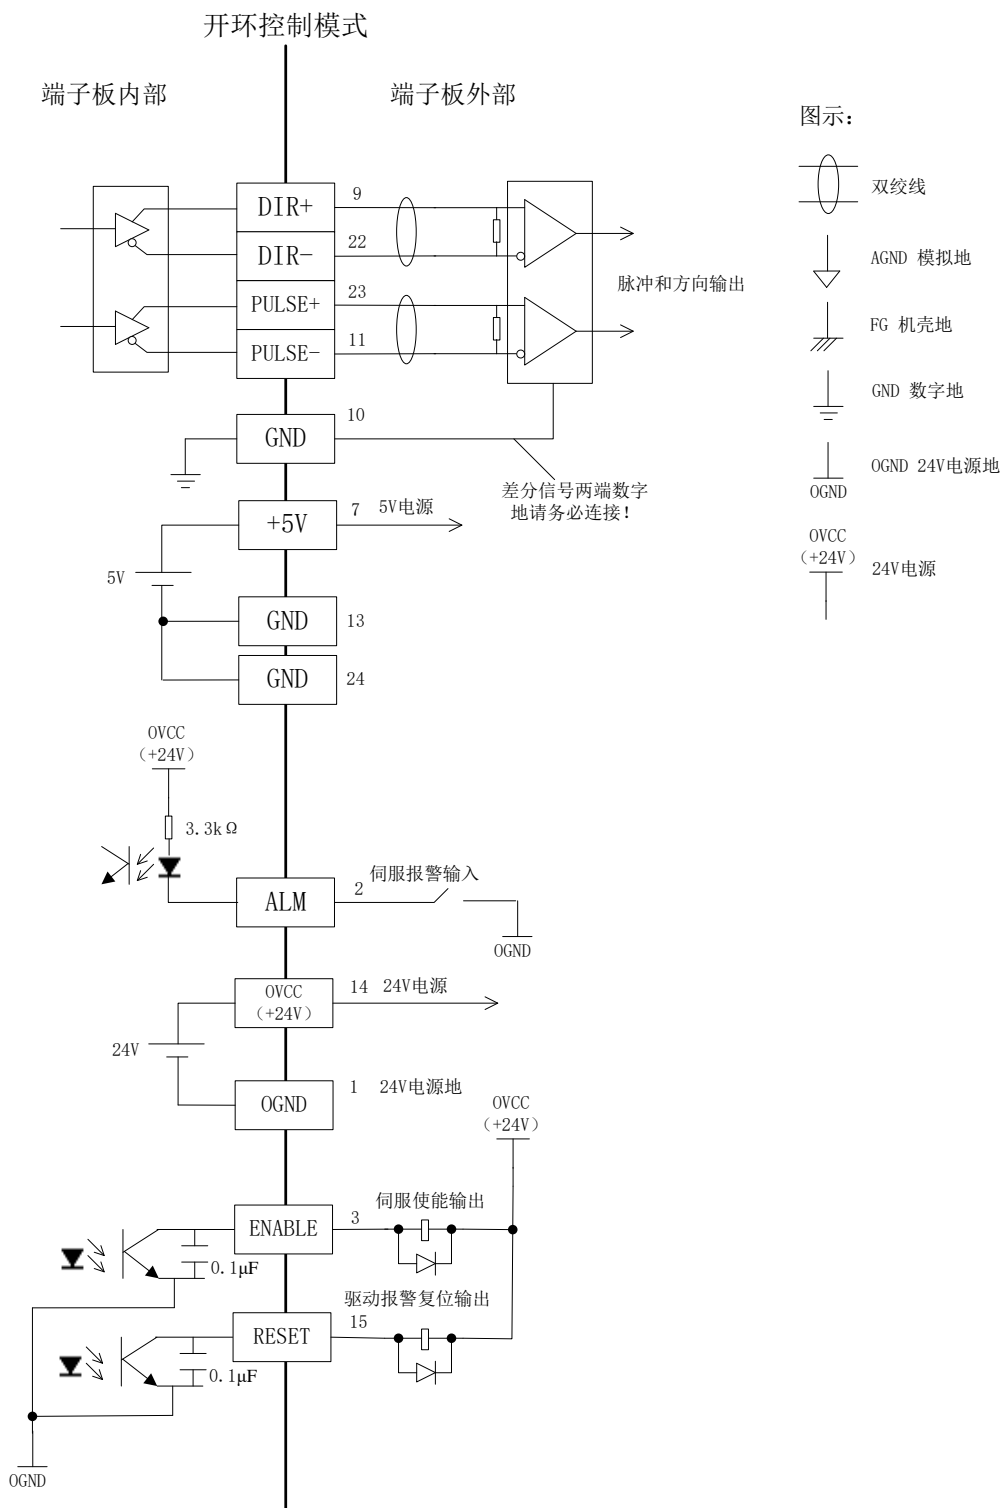 开环控制模式
端子板内部
端子板外部
图示：
DIR+
9
双绞线
DIR-
22
AGND 模拟地
PULSE+
23
脉冲和方向输出
PULSE-
11
FG 机壳地
GND
10
GND 数字地
差分信号两端数字
地请务必连接！
OGND 24V电源地
OGND
+5V
7
5V电源
OVCC
(+24V)
24V电源
5V
GND
13
GND
24
OVCC
（+24V）
3.3kΩ
ALM
2
伺服报警输入
OGND
OVCC
（+24V）
14
24V电源
24V
OGND
1
24V电源地
OVCC
（+24V）
ENABLE
3
伺服使能输出
0.1μF
RESET
15
驱动报警复位输出
0.1μF
OGND